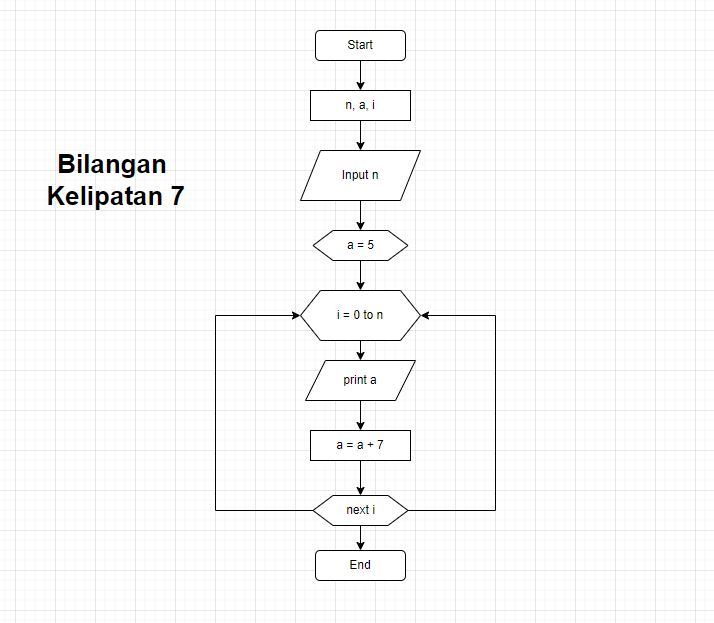 Start
n, a, i
Bilangan
Kelipatan 7
Input n
a = 5
i = 0 to n
print a
a = a + 7
next i
End